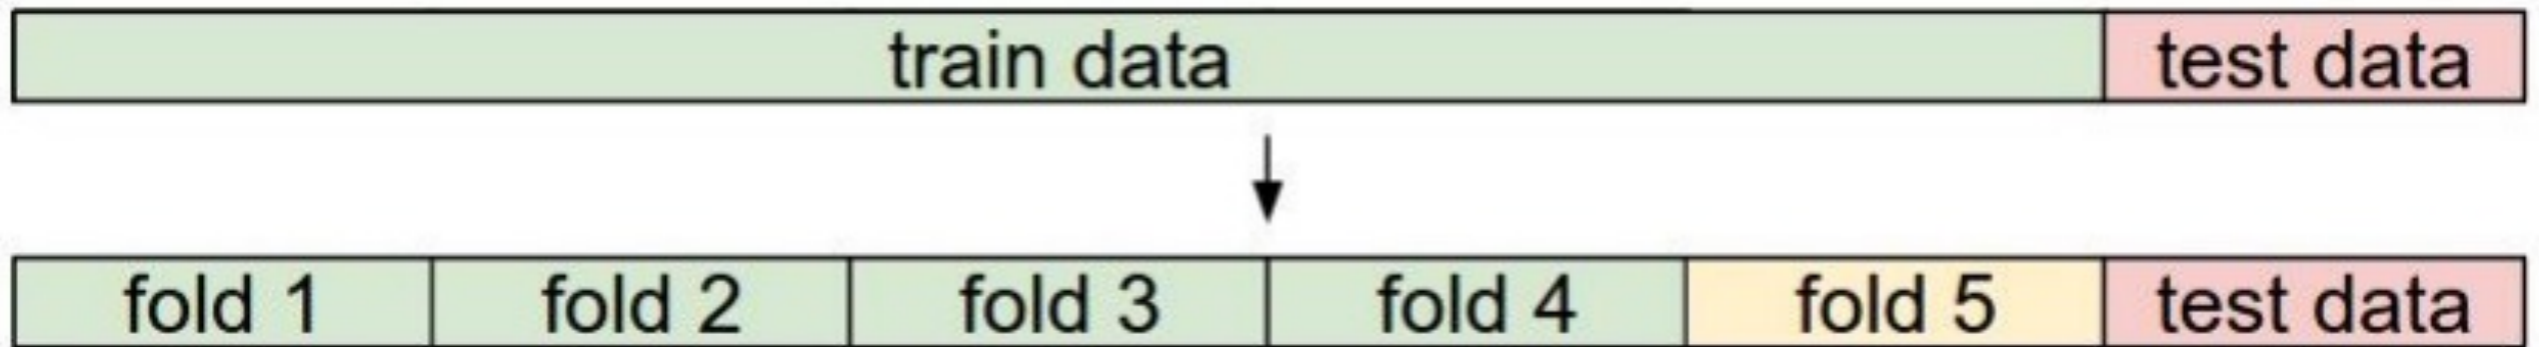 train data test data
fold 1 fold 2 fold 3 fold 4 fold 5 test data